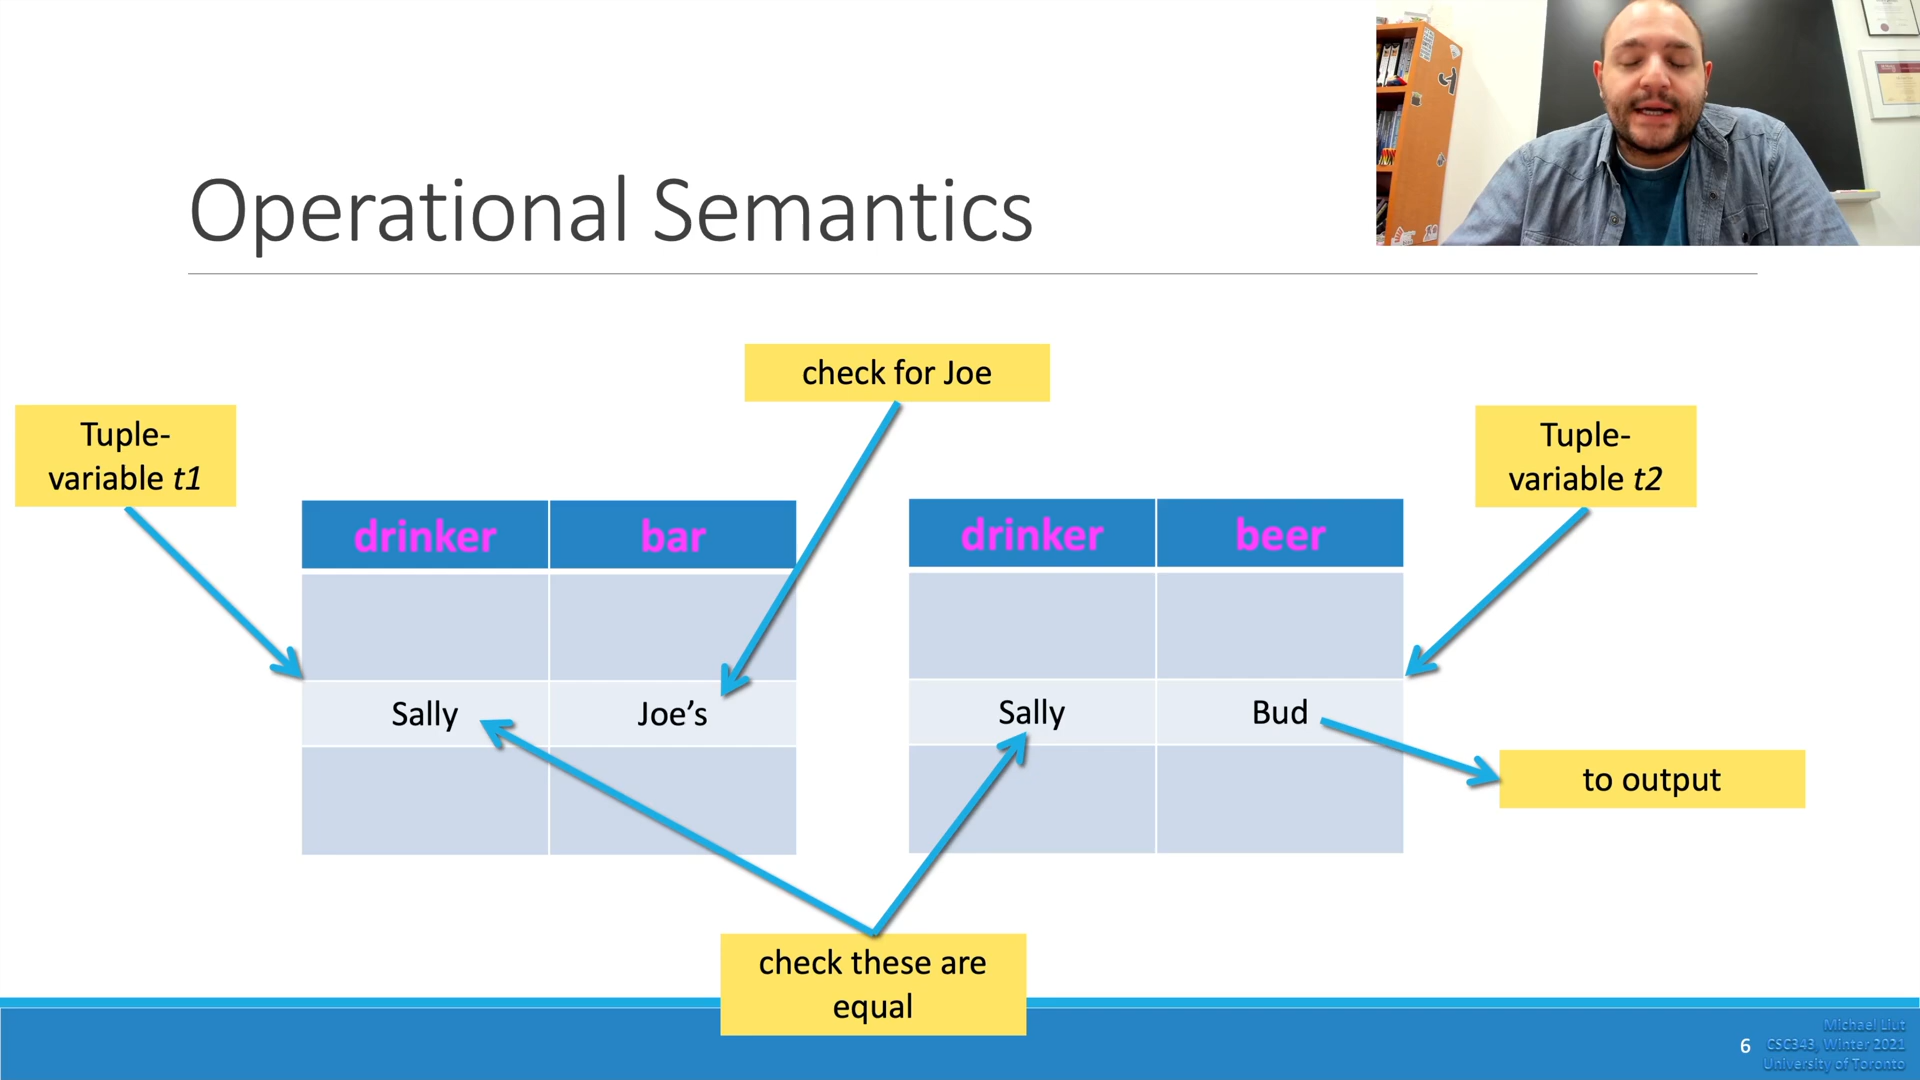 Operational Semantics
check for Joe
Tuple-
variable t1
Tuple-
variable t2
drinker bar
drinker beer
Sally Joe’s
Sally Bud
to output
check these are
equal
6
Michael Liut
CSC343, Winter 2021
University of Toronto